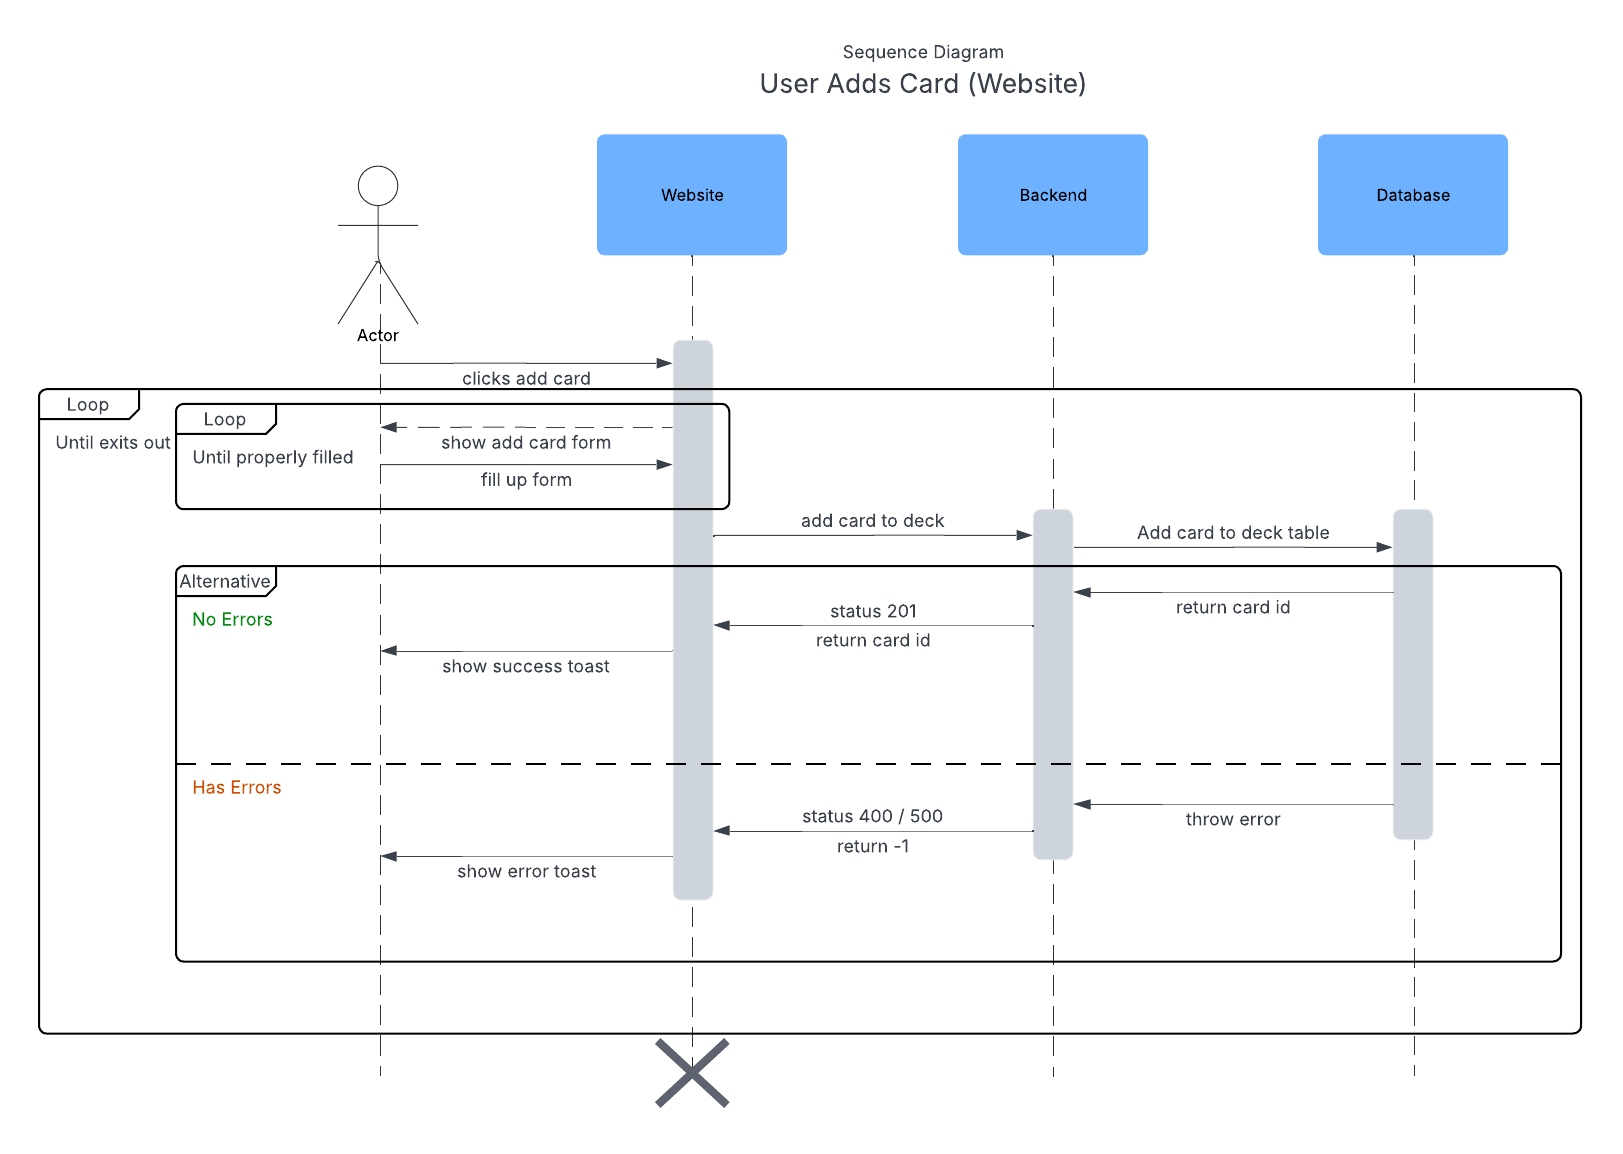 Sequence Diagram
User Adds Card (Website)
Website
Backend
Database
Actor
clicks add card
Loop
Loop
Until exits out
show add card form
Until properly filled
fill up form
add card to deck
Add card to deck table
Alternative
return card id
No Errors
status 201
return card id
show success toast
Has Errors
throw error
status 400 / 500
return -1
show error toast